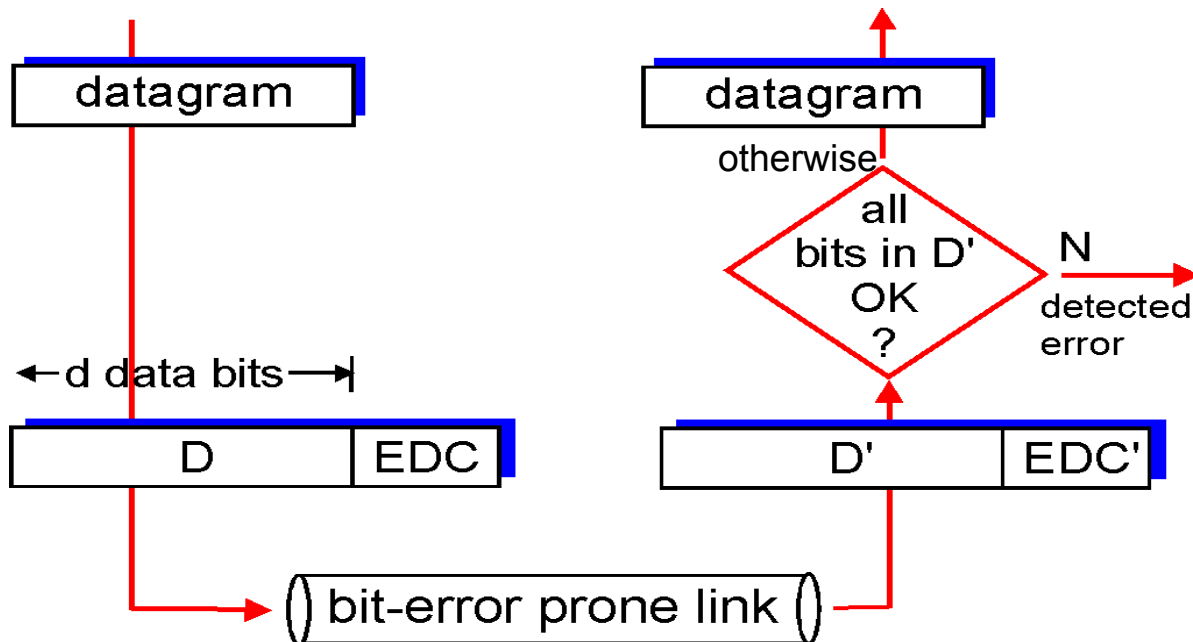 datagram
d data bits
D EDC
bit-error prone link
D' EDC'
all
bits in D'
OK
?
N
detected
error
otherwise
datagram